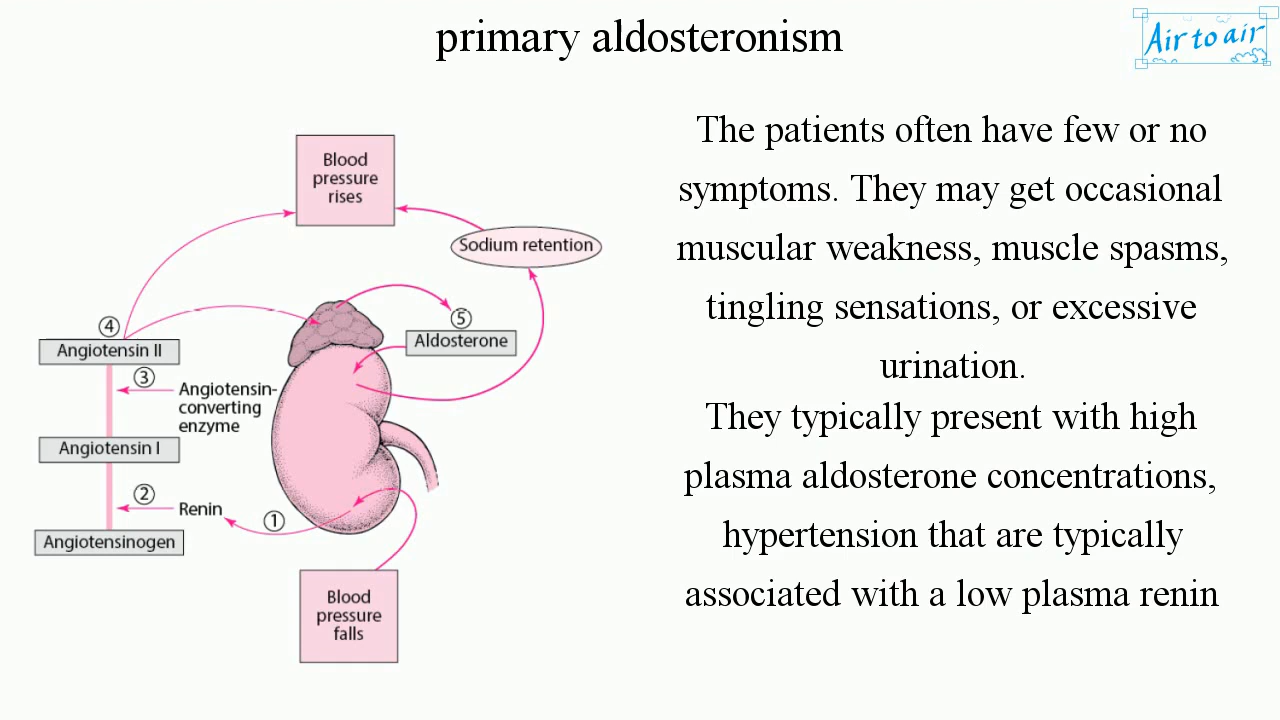 primary aldosteronism
Air to air
The patients often have few or no
symptoms. They may get occasional
muscular weakness, muscle spasms,
tingling sensations, or excessive
urination.
They typically present with high
plasma aldosterone concentrations,
hypertension that are typically
associated with a low plasma renin
Blood
pressure
rises
Sodium retention
④
⑤
Angiotensin II
Aldosterone
③
Angiotensin-
converting
enzyme
Angiotensin I
②
Renin
①
Angiotensinogen
Blood
pressure
falls